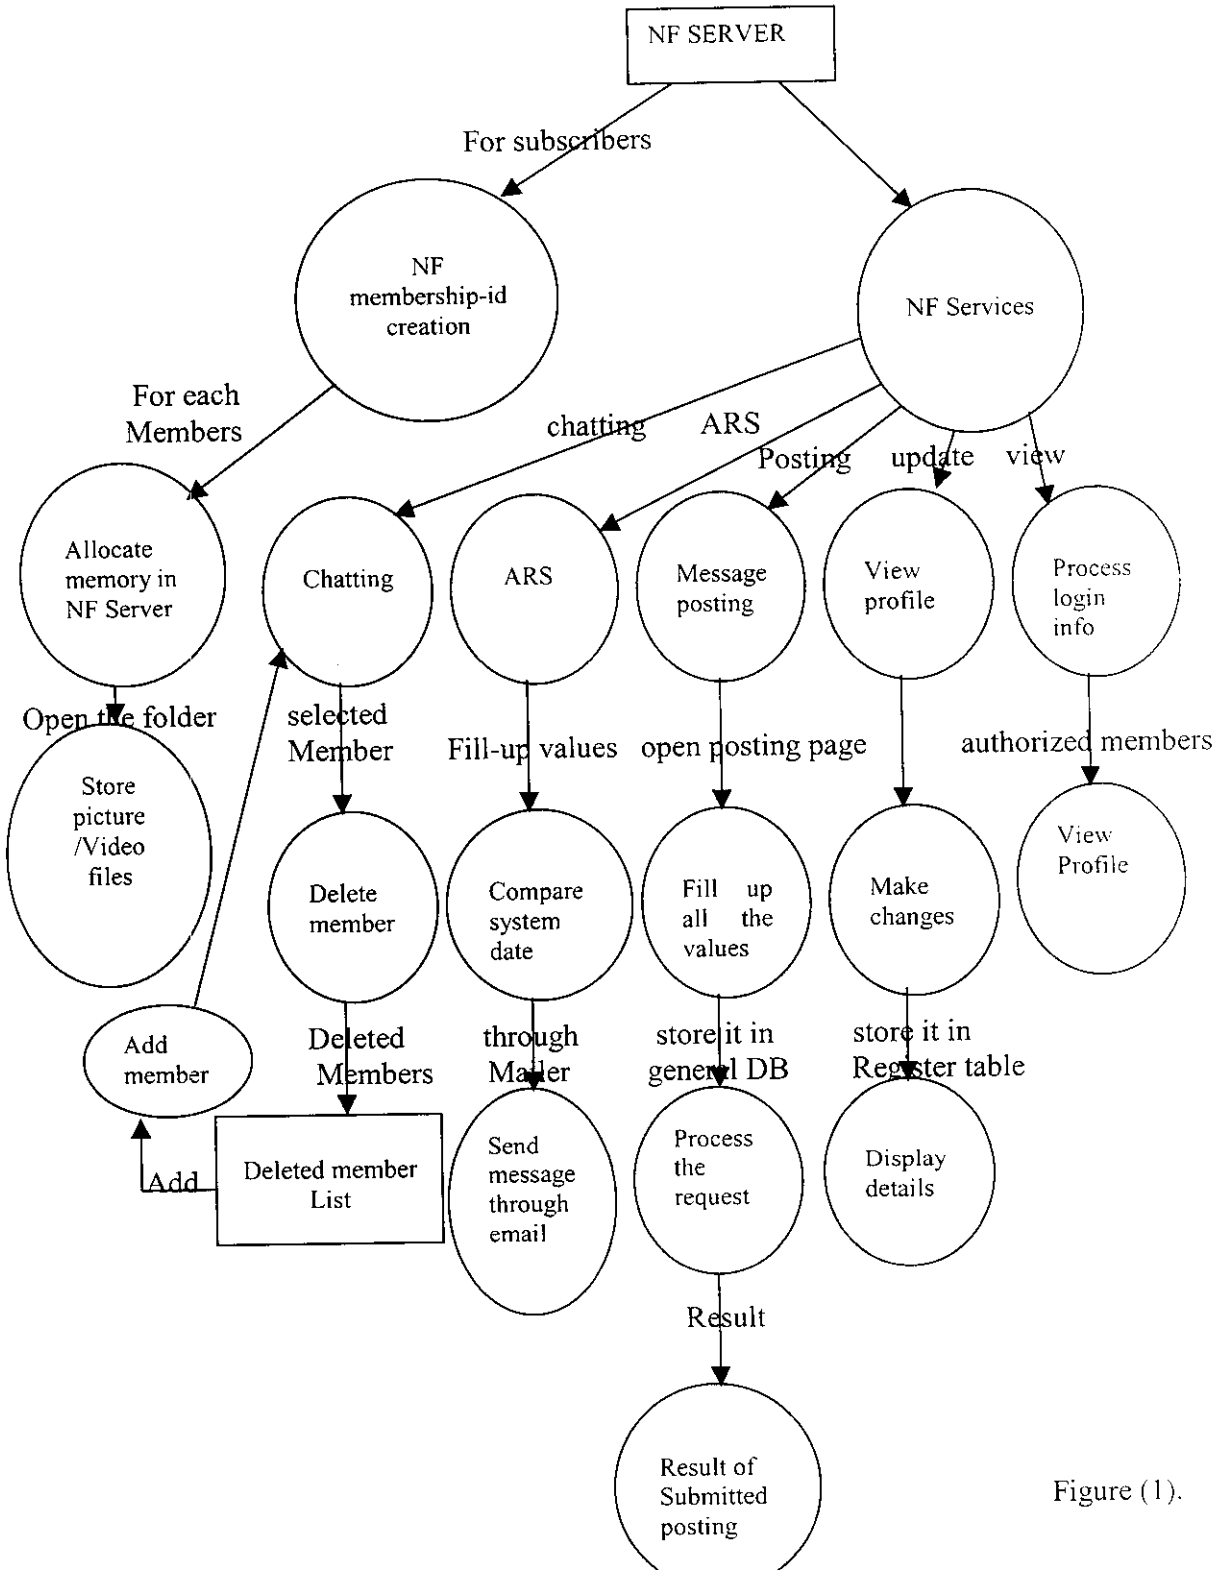 NF SERVER
For subscribers
NF
membership-id
creation
NF Services
For each
Members
chatting
ARS
Posting
update
view
Allocate
memory in
NF Server
Chatting
ARS
Message
posting
View
profile
Process
login
info
Open the folder
selected
Member
Fill-up values
open posting page
authorized members
Store
picture
/Video
files
Delete
member
Compare
system
date
Fill up
all the
values
Make
changes
View
Profile
Add
member
Deleted
Members
through
Mailer
store it in
general DB
store it in
Register table
Add
Deleted member
List
Send
message
through
email
Process
the
request
Display
details
Result
Result of
Submitted
posting
Figure (1).